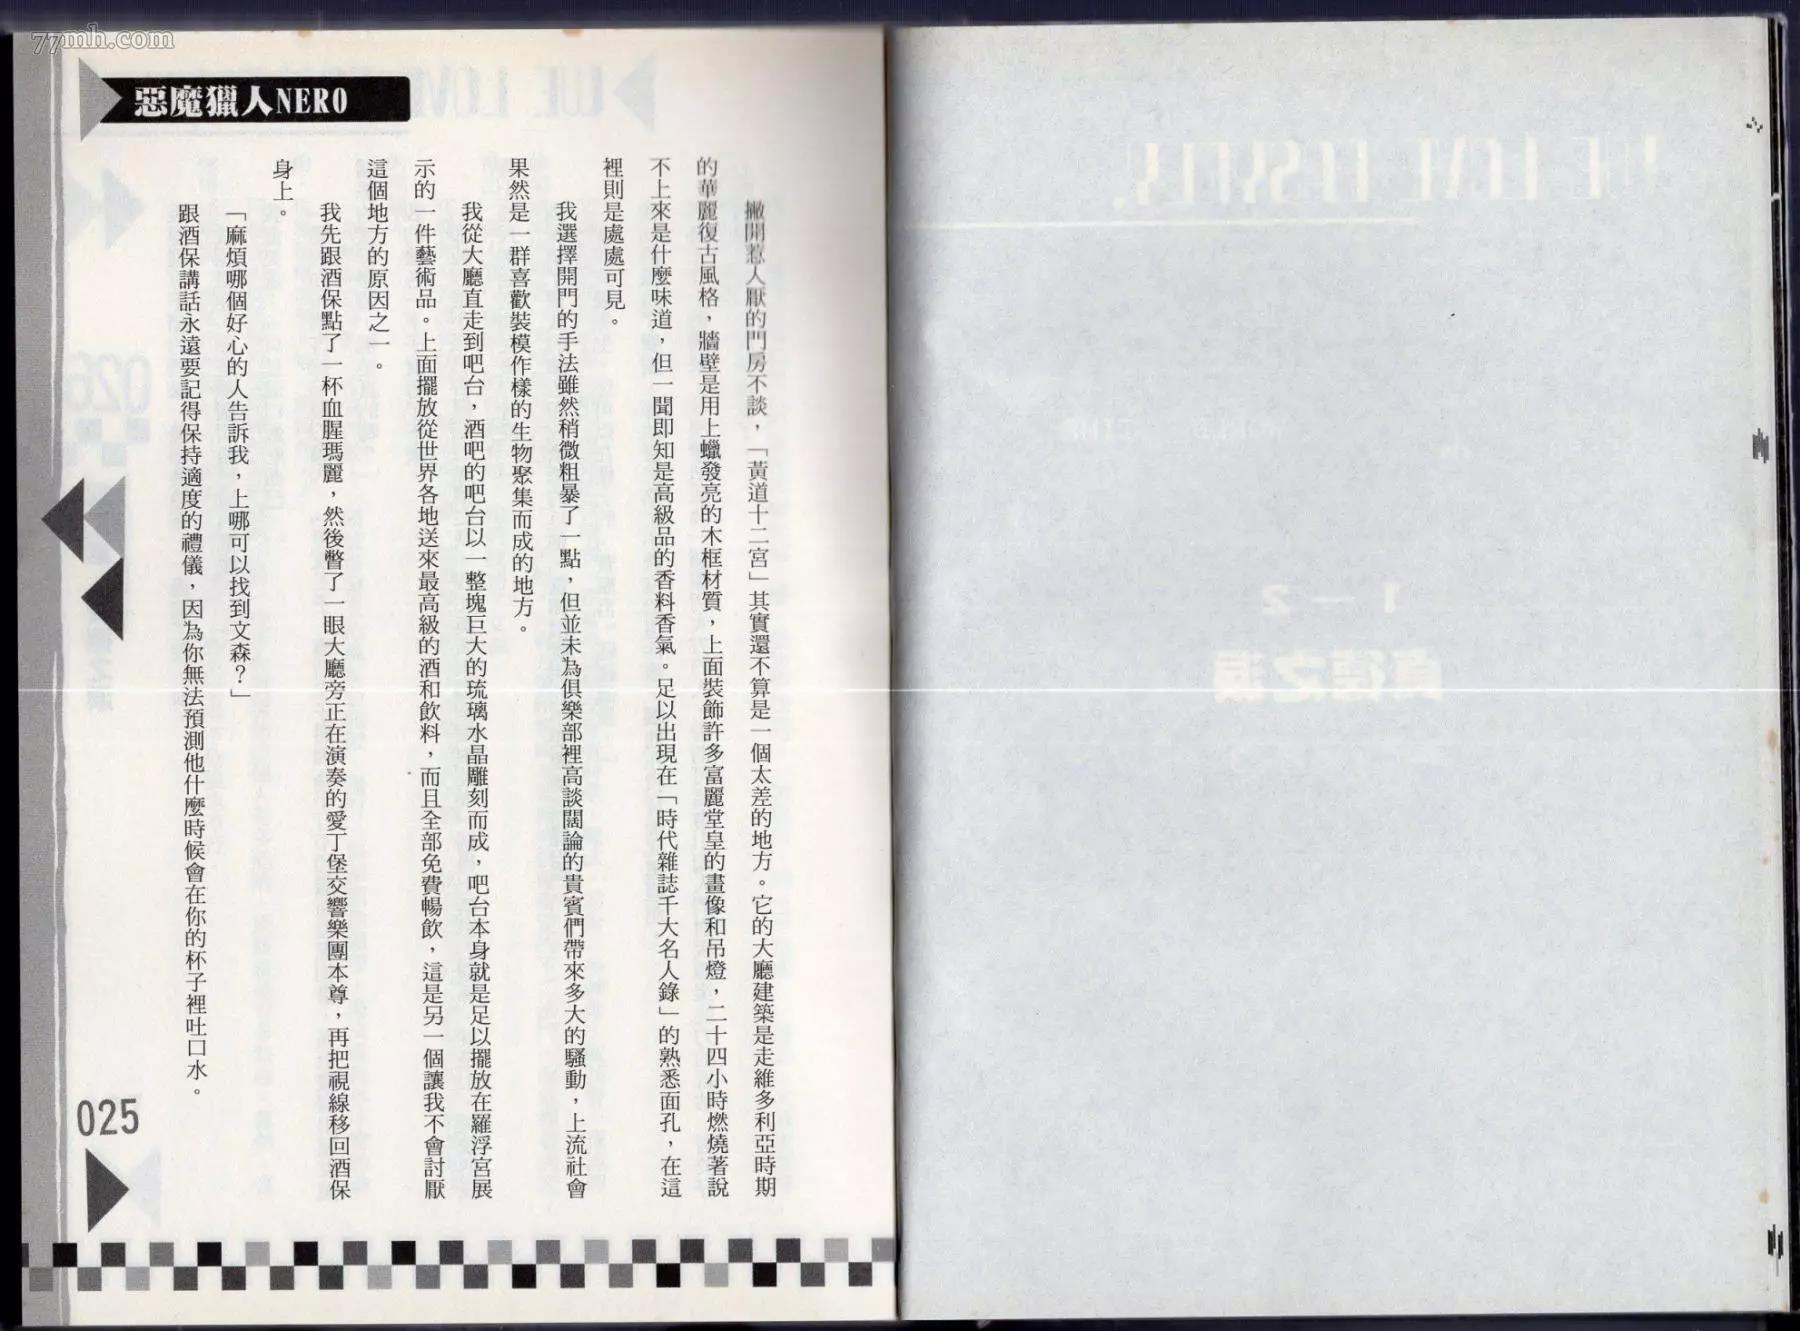 77mh.com
惡魔獵人NERO
撇開惹人厭的門房不談，「黃道十二宮」其實還不算是一個太差的地方。它的大廳建築是走維多利亞時期
的華麗復古風格，牆壁是用上蠟發亮的木框材質，上面裝飾許多富麗堂皇的畫像和吊燈，二十四小時燃燒著說
不上來是什麼味道，但一聞即知是高級品的香料香氣。足以出現在「時代雜誌千大名人錄」的熟悉面孔，在這
裡則是處處可見。
我選擇開門的手法雖然稍微粗暴了一點，但並未為俱樂部裡高談闊論的貴賓們帶來多大的騷動，上流社會
果然是一群喜歡裝模作樣的生物聚集而成的地方。
我從大廳直走到吧台，酒吧的吧台以一整塊巨大的琉璃水晶雕刻而成，吧台本身就是足以擺放在羅浮宮展
示的一件藝術品。上面擺放從世界各地送來最高級的酒和飲料，而且全部免費暢飲，這是另一個讓我不會討厭
這個地方的原因之一。
我先跟酒保點了一杯血腥瑪麗，然後瞥了一眼大廳旁正在演奏的愛丁堡交響樂團本尊，再把視線移回酒保
身上。
「麻煩哪個好心的人告訴我，上哪可以找到文森？」
跟酒保講話永遠要記得保持適度的禮儀，因為你無法預測他什麼時候會在你的杯子裡吐口水。
025